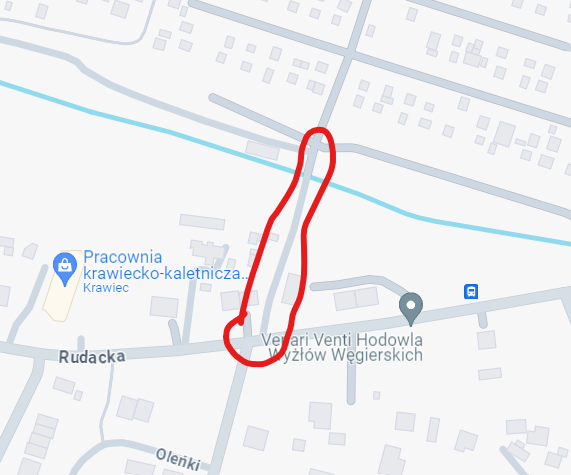 Pracownia
krawiecko-kaletnicza...
Krawiec
Venari Venti Hodowla
Wyżłów Węgierskich
Rudacka
Oleńki